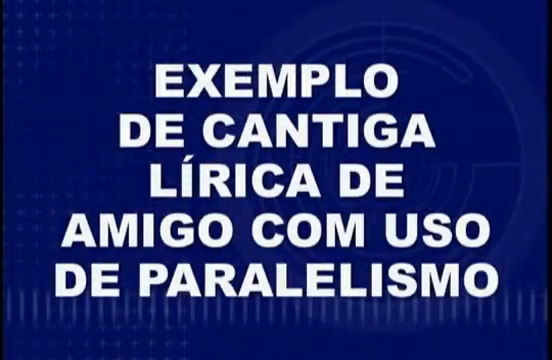 EXEMPLO
DE CANTIGA
LÍRICA DE
AMIGO COM USO
DE PARALELISMO